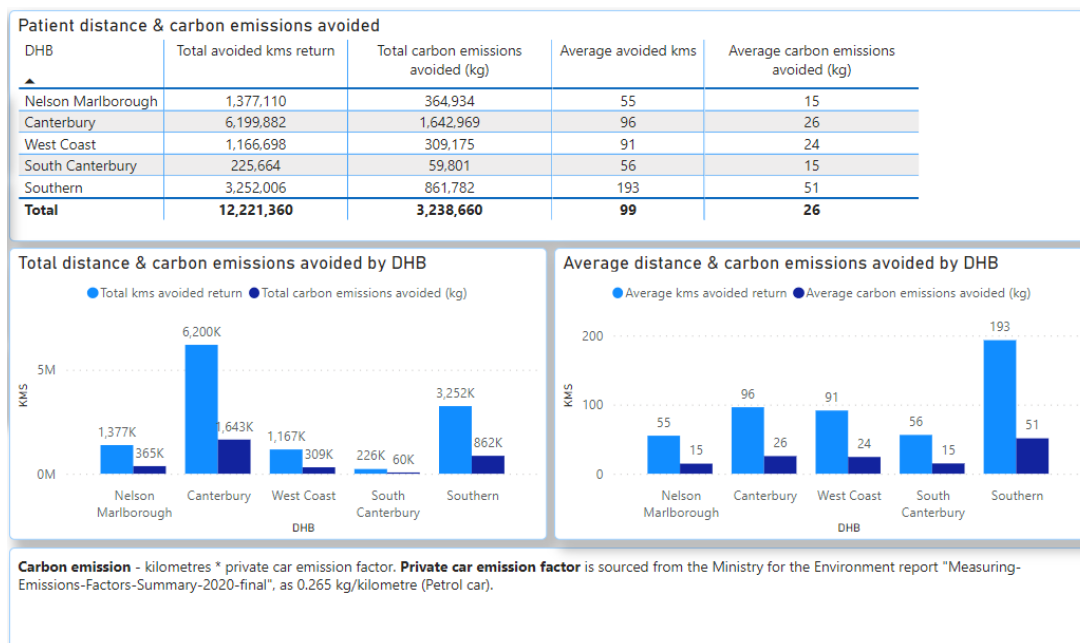 Patient distance & carbon emissions avoided
DHB Total avoided kms return Total carbon emissions avoided (kg) Average avoided kms Average carbon emissions avoided (kg)
Nelson Marlborough 1,377,110 364,934 55 15
Canterbury 6,199,882 1,642,969 96 26
West Coast 1,166,698 309,175 91 24
South Canterbury 225,664 59,801 56 15
Southern 3,252,006 861,782 193 51
Total 12,221,360 3,238,660 99 26
Total distance & carbon emissions avoided by DHB
Total kms avoided return Total carbon emissions avoided (kg)
KMS
5M
0M
1,377K 365K
6,200K 1,643K
1,167K 309K
226K 60K
3,252K 862K
Nelson Marlborough Canterbury West Coast South Canterbury Southern
DHB
Average distance & carbon emissions avoided by DHB
Average kms avoided return Average carbon emissions avoided (kg)
KMS
200
100
0
55 15
96 26
91 24
56 15
193 51
Nelson Marlborough Canterbury West Coast South Canterbury Southern
DHB
Carbon emission - kilometres * private car emission factor. Private car emission factor is sourced from the Ministry for the Environment report "Measuring-
Emissions-Factors-Summary-2020-final", as 0.265 kg/kilometre (Petrol car).